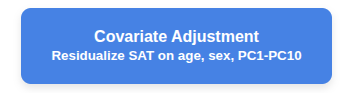 Covariate Adjustment
Residualize SAT on age, sex, PC1-PC10